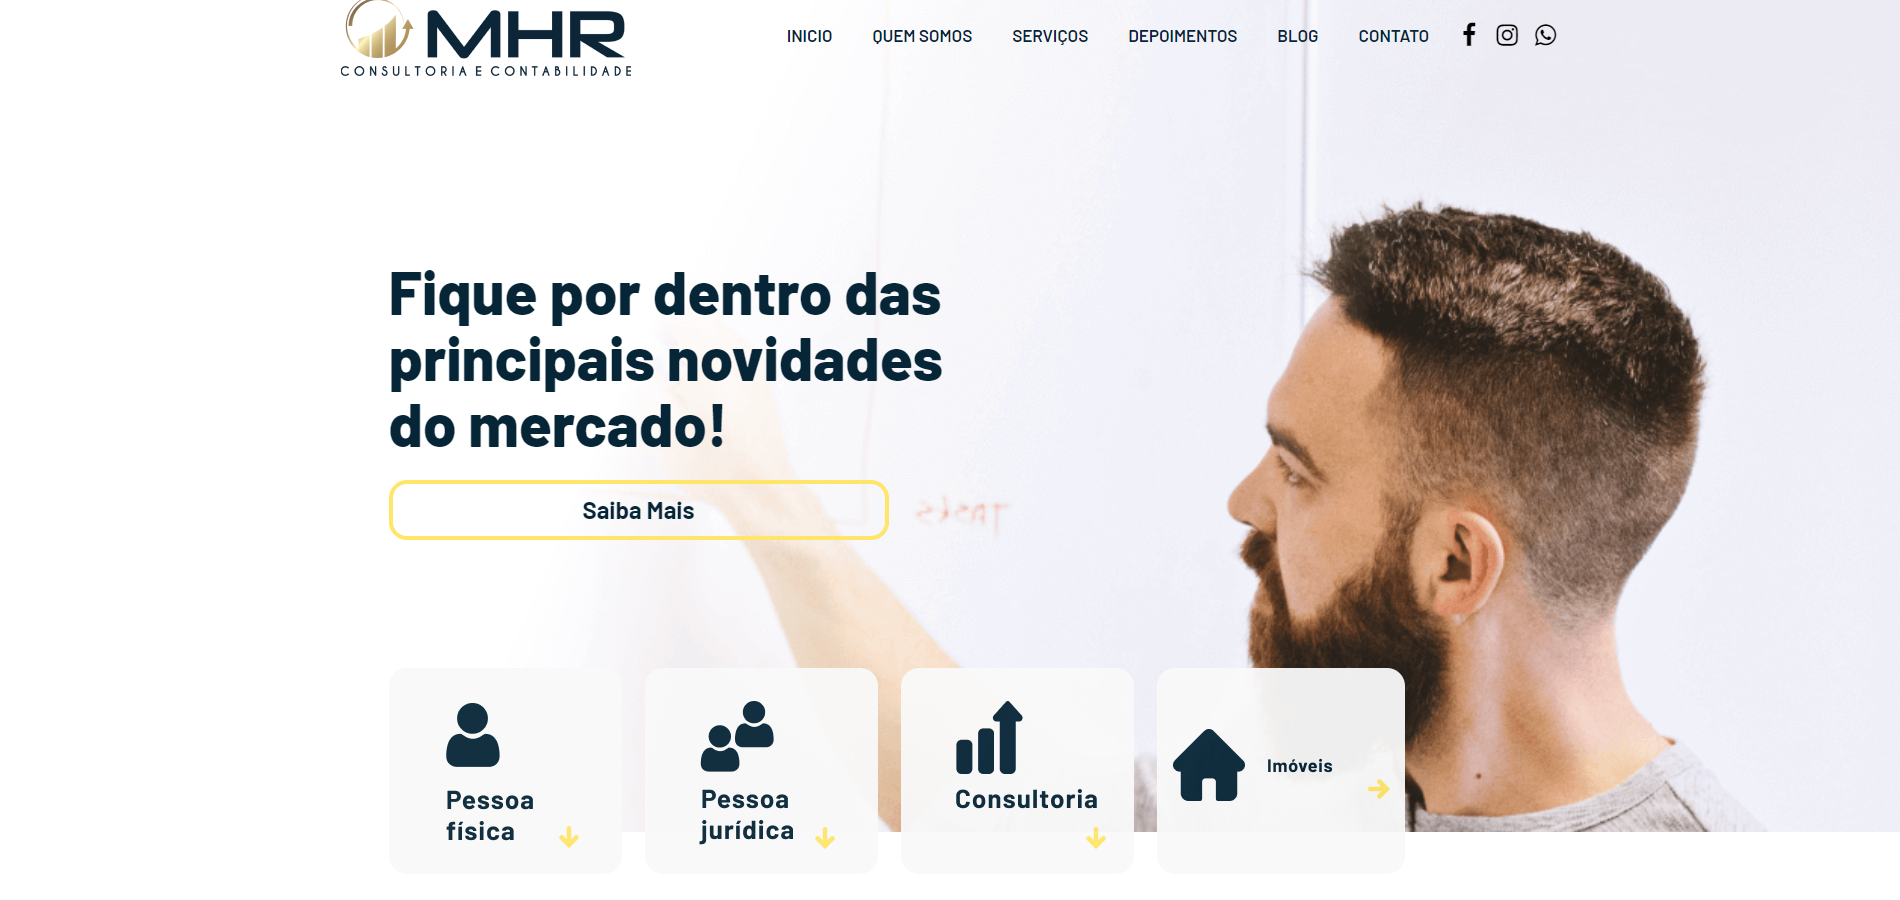 MHR
CONSULTORIA E CONTABILIDADE
INICIO QUEM SOMOS SERVIÇOS DEPOIMENTOS BLOG CONTATO
Fique por dentro das
principais novidades
do mercado!
Saiba Mais
TASKS
Pessoa
física
Pessoa
jurídica
Consultoria
Imóveis